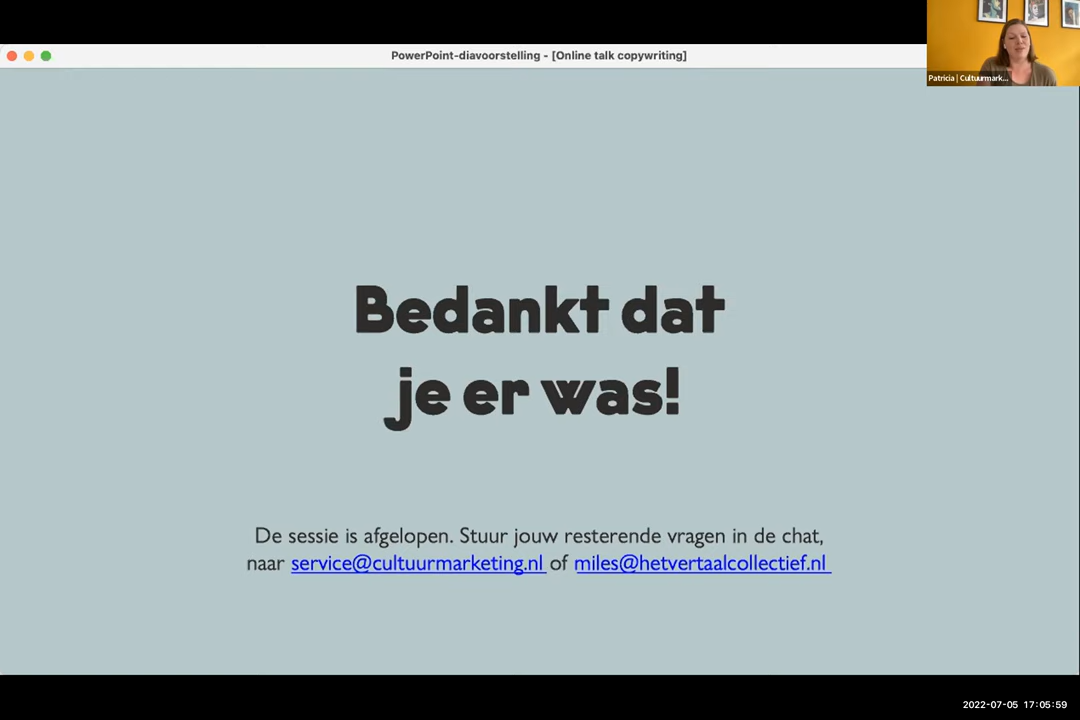 PowerPoint-diavoorstelling - [Online talk copywriting]
Patricia | Cultuurmark...
Bedankt dat
je er was!
De sessie is afgelopen. Stuur jouw resterende vragen in de chat,
naar service@cultuurmarketing.nl of miles@hetvertaalcollectief.nl
2022-07-05 17:05:59